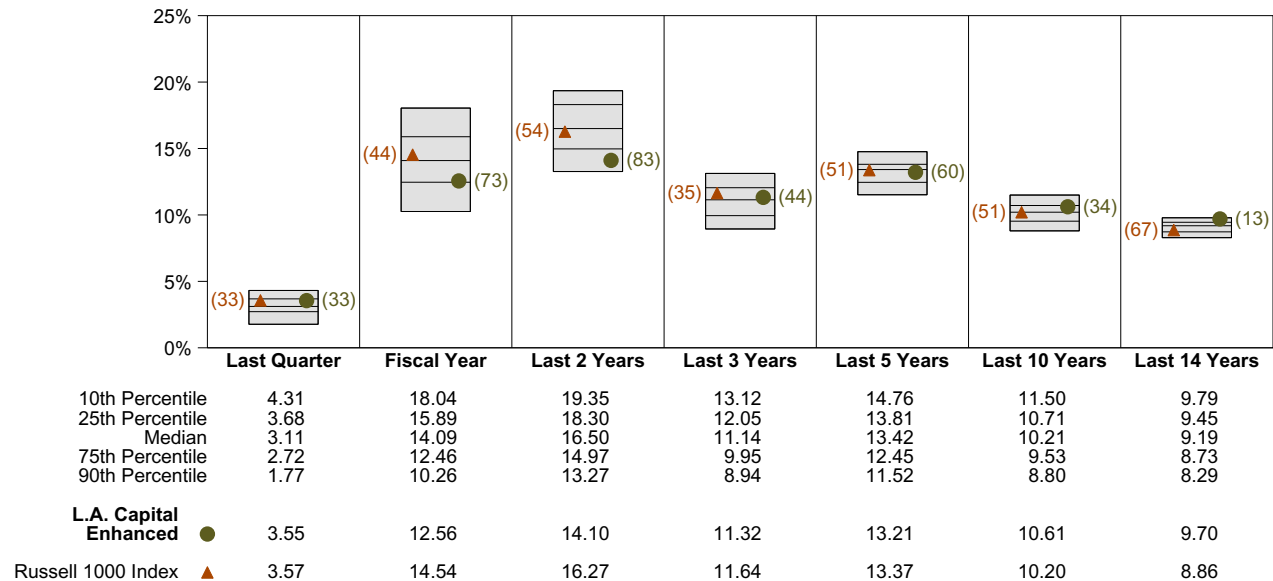 25%
20%
15%
10%
5%
0%
(33) (33)
(44) (73)
(54) (83)
(35) (44)
(51) (60)
(51) (34)
(67) (13)
Last Quarter Fiscal Year Last 2 Years Last 3 Years Last 5 Years Last 10 Years Last 14 Years
10th Percentile 4.31 18.04 19.35 13.12 14.76 11.50 9.79
25th Percentile 3.68 15.89 18.30 12.05 13.81 10.71 9.45
Median 3.11 14.09 16.50 11.14 13.42 10.21 9.19
75th Percentile 2.72 12.46 14.97 9.95 12.45 9.53 8.73
90th Percentile 1.77 10.26 13.27 8.94 11.52 8.80 8.29
L.A. Capital
Enhanced 3.55 12.56 14.10 11.32 13.21 10.61 9.70
Russell 1000 Index 3.57 14.54 16.27 11.64 13.37 10.20 8.86